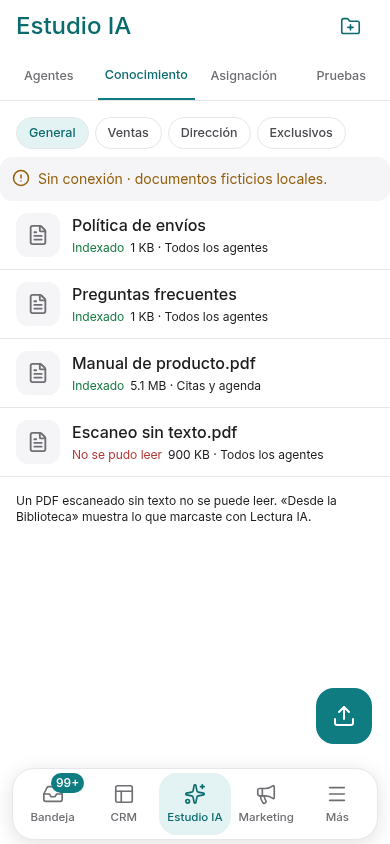 Estudio IA
Agentes Conocimiento Asignación Pruebas
General Ventas Dirección Exclusivos
Sin conexión · documentos ficticios locales.
Política de envíos
Indexado 1 KB · Todos los agentes
Preguntas frecuentes
Indexado 1 KB · Todos los agentes
Manual de producto.pdf
Indexado 5.1 MB · Citas y agenda
Escaneo sin texto.pdf
No se pudo leer 900 KB · Todos los agentes
Un PDF escaneado sin texto no se puede leer. «Desde la
Biblioteca» muestra lo que marcaste con Lectura IA.
99+
Bandeja CRM Estudio IA Marketing Más